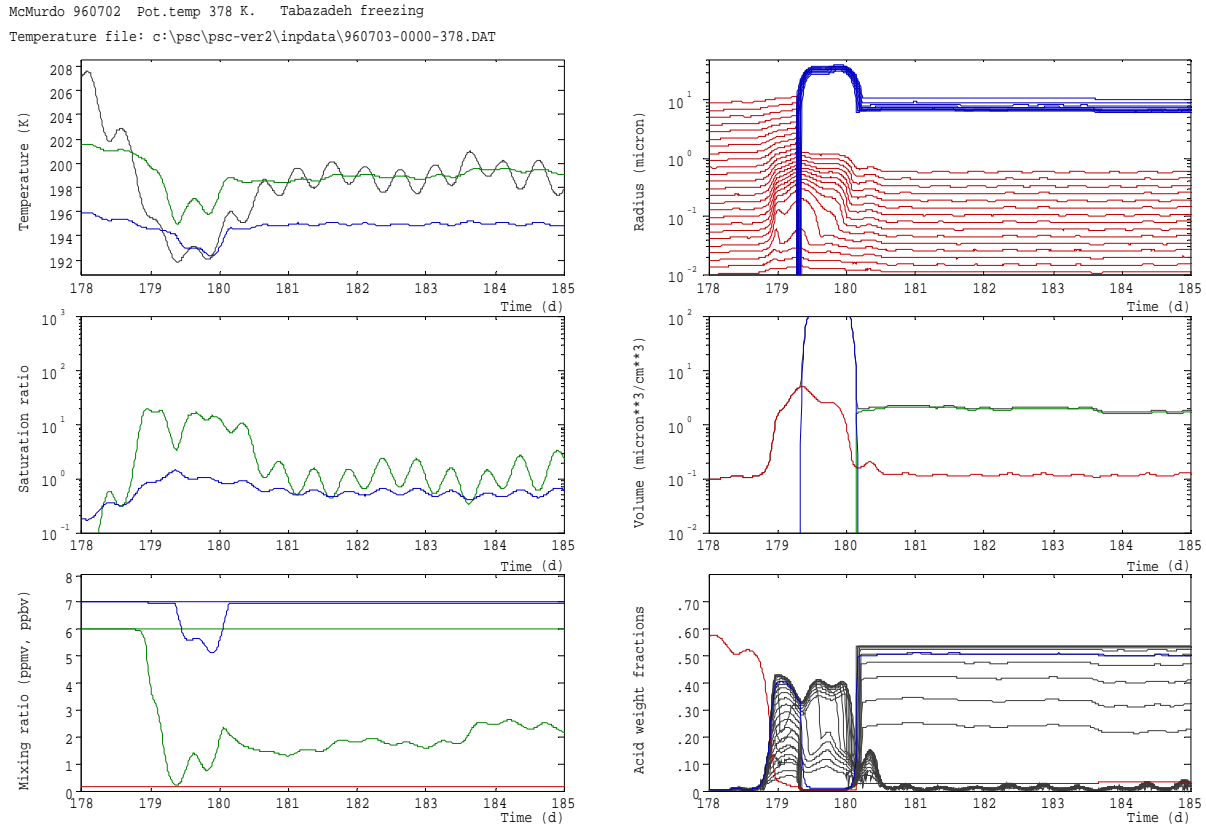 McMurdo 960702 Pot.temp 378 K. Tabazadeh freezing
Temperature file: c:\psc\psc-ver2\inpdata\960703-0000-378.DAT
Temperature (K)
208
206
204
202
200
198
196
194
192
178 179 180 181 182 183 184 185
Time (d)
Radius (micron)
10 1
10 0
10 -1
10 -2
178 179 180 181 182 183 184 185
Time (d)
Saturation ratio
10 3
10 2
10 1
10 0
10 -1
178 179 180 181 182 183 184 185
Time (d)
Volume (micron**3/cm**3)
10 2
10 1
10 0
10 -1
10 -2
178 179 180 181 182 183 184 185
Time (d)
Mixing ratio (ppmv, ppbv)
8
7
6
5
4
3
2
1
0
178 179 180 181 182 183 184 185
Time (d)
Acid weight fractions
.70
.60
.50
.40
.30
.20
.10
0
178 179 180 181 182 183 184 185
Time (d)